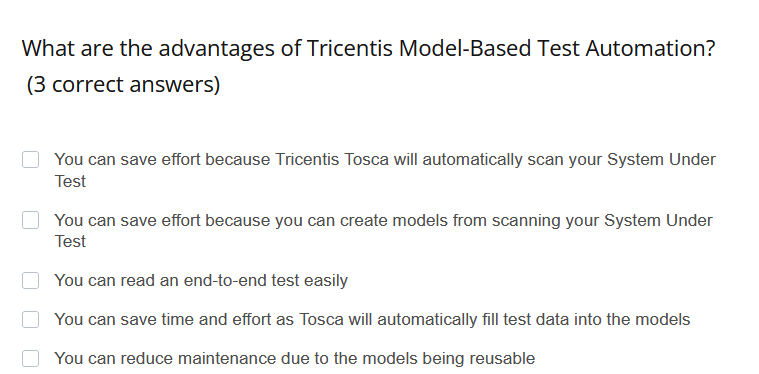 What are the advantages of Tricentis Model-Based Test Automation?
(3 correct answers)
You can save effort because Tricentis Tosca will automatically scan your System Under
Test
You can save effort because you can create models from scanning your System Under
Test
You can read an end-to-end test easily
You can save time and effort as Tosca will automatically fill test data into the models
You can reduce maintenance due to the models being reusable